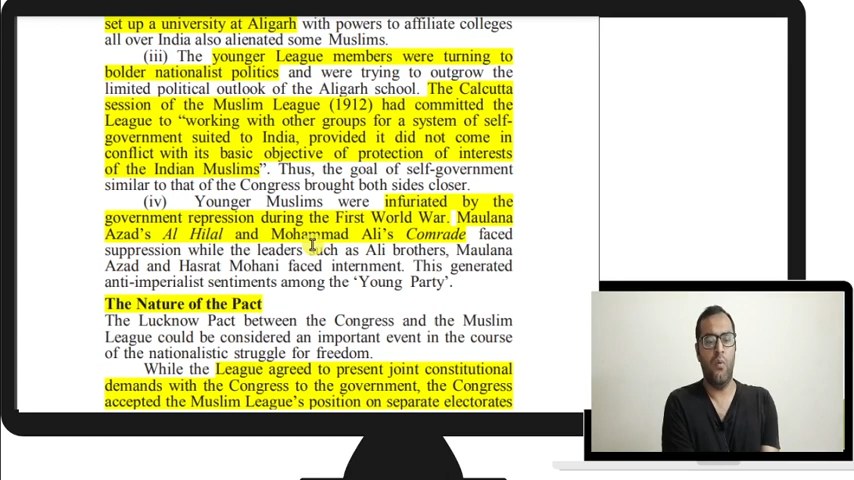 set up a university at Aligarh with powers to affiliate colleges
all over India also alienated some Muslims.
(iii) The younger League members were turning to
bolder nationalist politics and were trying to outgrow the
limited political outlook of the Aligarh school. The Calcutta
session of the Muslim League (1912) had committed the
League to “working with other groups for a system of self-
government suited to India, provided it did not come in
conflict with its basic objective of protection of interests
of the Indian Muslims”. Thus, the goal of self-government
similar to that of the Congress brought both sides closer.
(iv) Younger Muslims were infuriated by the
government repression during the First World War. Maulana
Azad’s Al Hilal and Mohammad Ali’s Comrade faced
suppression while the leaders such as Ali brothers, Maulana
Azad and Hasrat Mohani faced internment. This generated
anti-imperialist sentiments among the ‘Young Party’.
The Nature of the Pact
The Lucknow Pact between the Congress and the Muslim
League could be considered an important event in the course
of the nationalistic struggle for freedom.
While the League agreed to present joint constitutional
demands with the Congress to the government, the Congress
accepted the Muslim League’s position on separate electorates